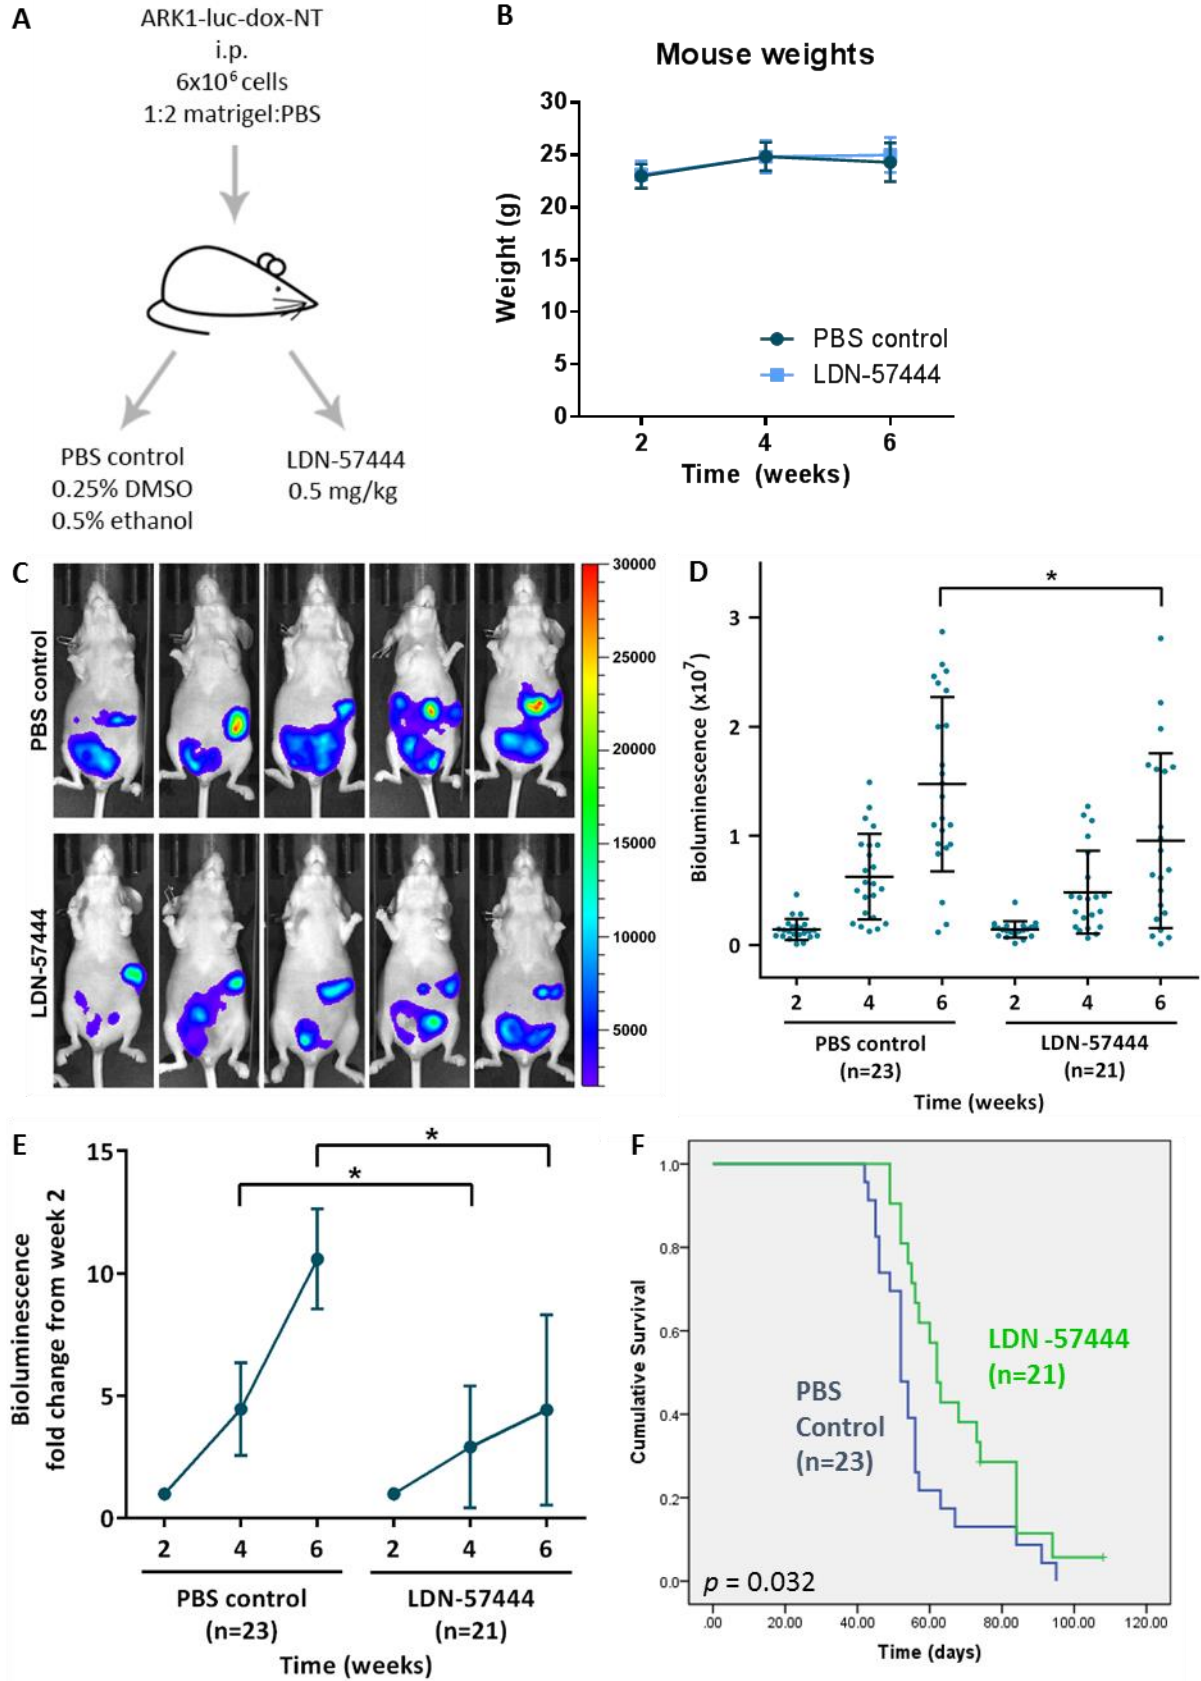 A
ARK1-luc-dox-NT
i.p.
6x10⁶ cells
1:2 matrigel:PBS
PBS control
0.25% DMSO
0.5% ethanol
LDN-57444
0.5 mg/kg
B
Mouse weights
Weight (g)
30
25
20
15
10
5
0
PBS control
LDN-57444
2 4 6
Time (weeks)
C
PBS control
LDN-57444
30000
25000
20000
15000
10000
5000
D
*
Bioluminescence (x10⁷)
3
2
1
0
2 4 6 2 4 6
PBS control
(n=23)
LDN-57444
(n=21)
Time (weeks)
E
*
*
Bioluminescence
fold change from week 2
15
10
5
0
2 4 6 2 4 6
PBS control
(n=23)
LDN-57444
(n=21)
Time (weeks)
F
Cumulative Survival
1.0
0.8
0.6
0.4
0.2
0.0
LDN -57444
(n=21)
PBS
Control
(n=23)
p = 0.032
.00 20.00 40.00 60.00 80.00 100.00 120.00
Time (days)